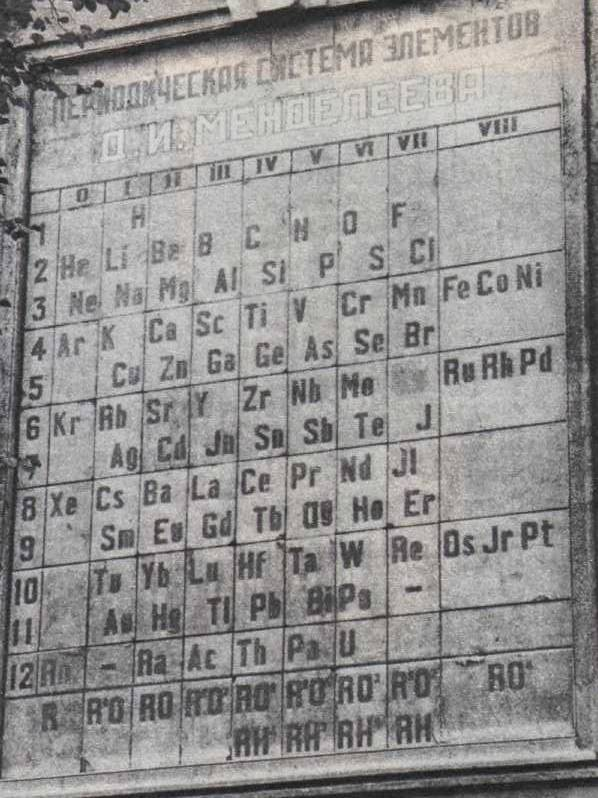 ПЕРИОДИЧЕСКАЯ СИСТЕМА ЭЛЕМЕНТОВ
Д.И.МЕНДЕЛЕЕВА
0 I II III IV V VI VII VIII
1 H
2 He Li Be B C N O F
3 Ne Na Mg Al Si P S Cl
4 Ar K Ca Sc Ti V Cr Mn Fe Co Ni
5 Cu Zn Ga Ge As Se Br
6 Kr Rb Sr Y Zr Nb Mo Ru Rh Pd
7 Ag Cd Jn Sn Sb Te J
8 Xe Cs Ba La Ce Pr Nd Jl
9 Sm Eu Gd Tb Ho Er
10 Tu Yb Lu Hf Ta W Re Os Jr Pt
11 Au Hg Tl Pb Bi Po -
12 Rn - Ra Ac Th Pa U
R R²O RO R²O³ RO² R²O⁵ RO³ R²O⁷ RO⁴
RH⁴ RH³ RH² RH